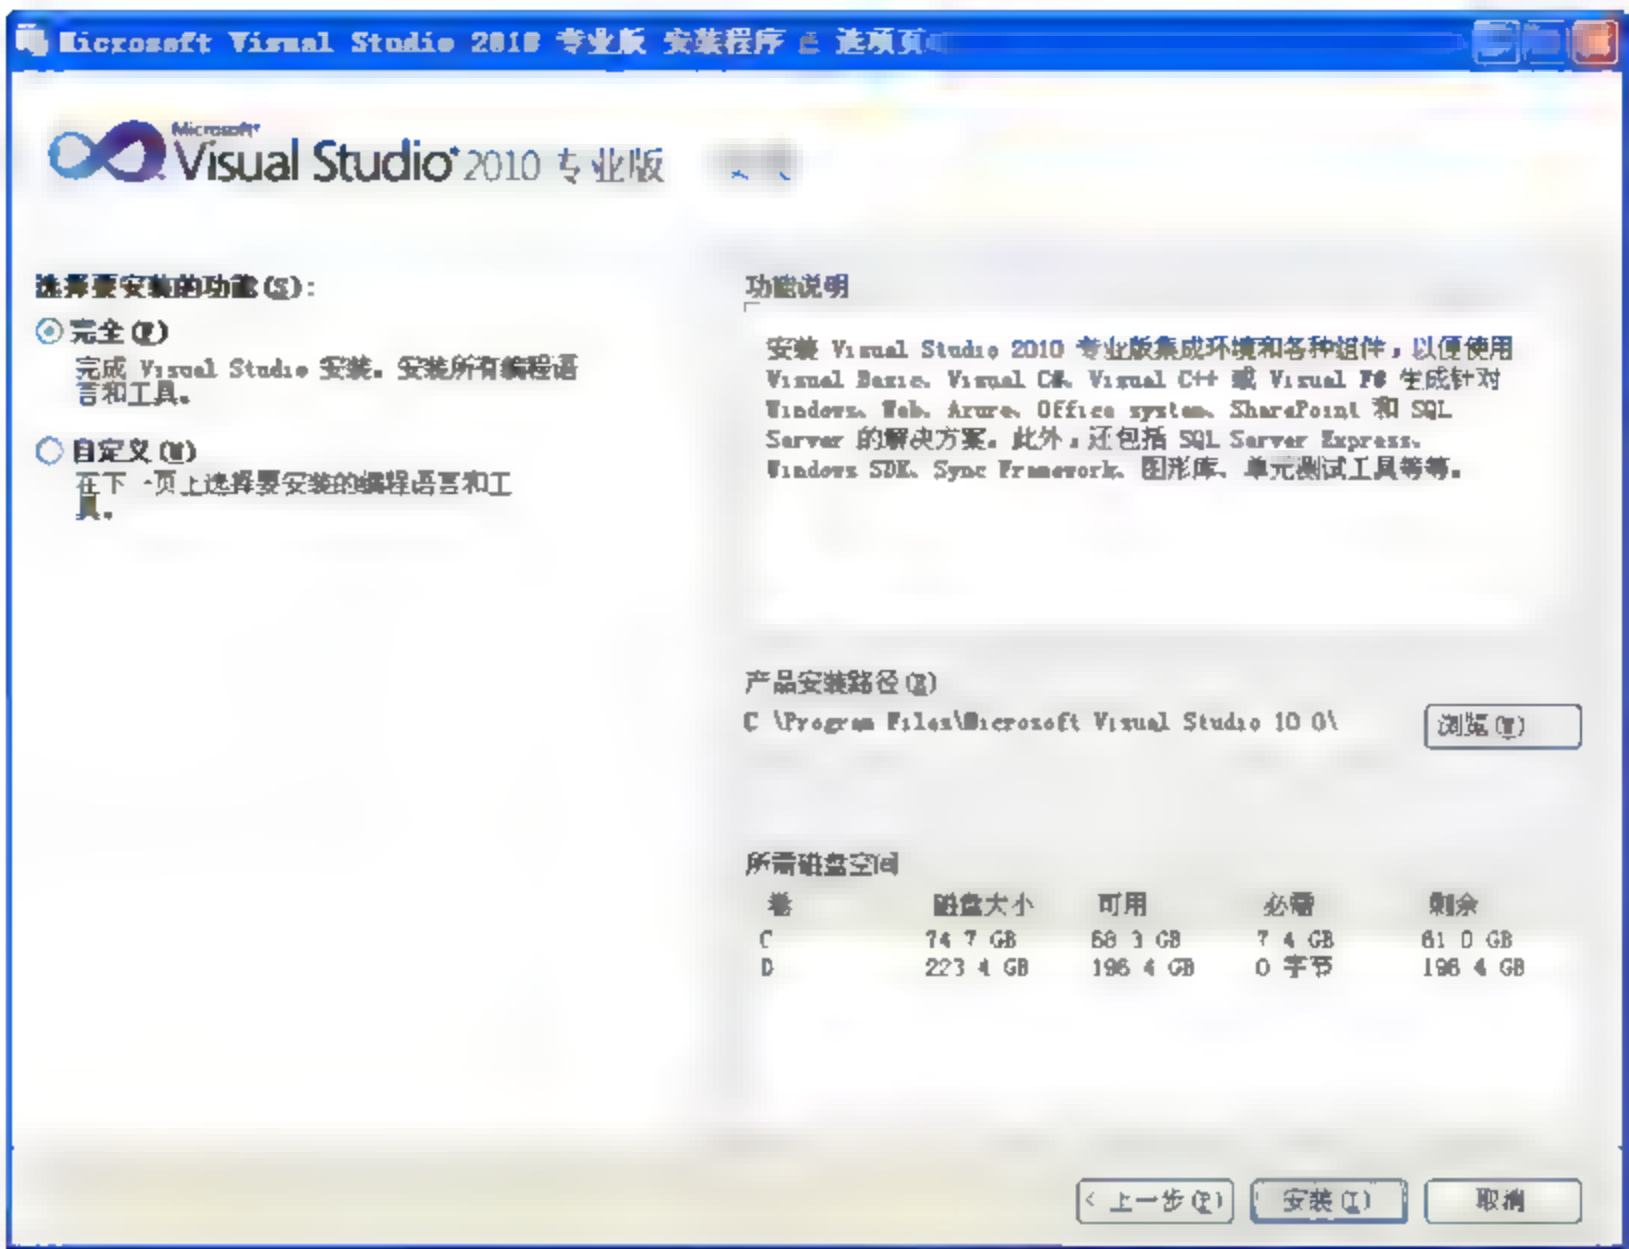 Microsoft Visual Studio 2010 专业版 安装程序 选项页
Microsoft
Visual Studio 2010 专业版
选择要安装的功能(S):
完全(F)
完成 Visual Studio 安装。安装所有编程语
言和工具。
自定义(U)
在下一页上选择要安装的编程语言和工
具。
功能说明
安装 Visual Studio 2010 专业版集成环境和各种组件，以便使用
Visual Basic、Visual C#、Visual C++ 或 Visual F# 生成针对
Windows、Web、Azure、Office system、SharePoint 和 SQL
Server 的解决方案。此外，还包括 SQL Server Express、
Windows SDK、Sync Framework、图形库、单元测试工具等等。
产品安装路径
C \Program Files\Microsoft Visual Studio 10 0\
浏览
所需磁盘空间
卷 磁盘大小 可用 必需 剩余
C 74 7 GB 68 3 GB 7 4 GB 61 0 GB
D 223 4 GB 196 4 GB 0 字节 196 4 GB
< 上一步(P) 安装(I) 取消